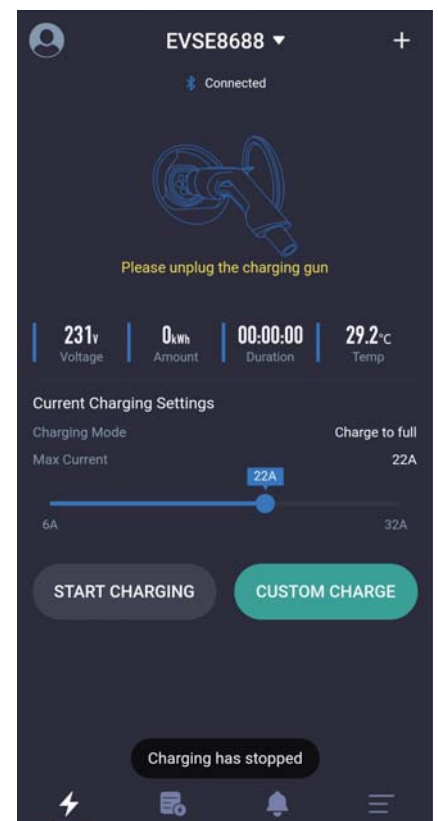 EVSE8688 ▼ +
Connected
Please unplug the charging gun
231V 0kWh 00:00:00 29.2°C
Voltage Amount Duration Temp
Current Charging Settings
Charging Mode Charge to full
Max Current 22A
22A
6A 32A
START CHARGING CUSTOM CHARGE
Charging has stopped